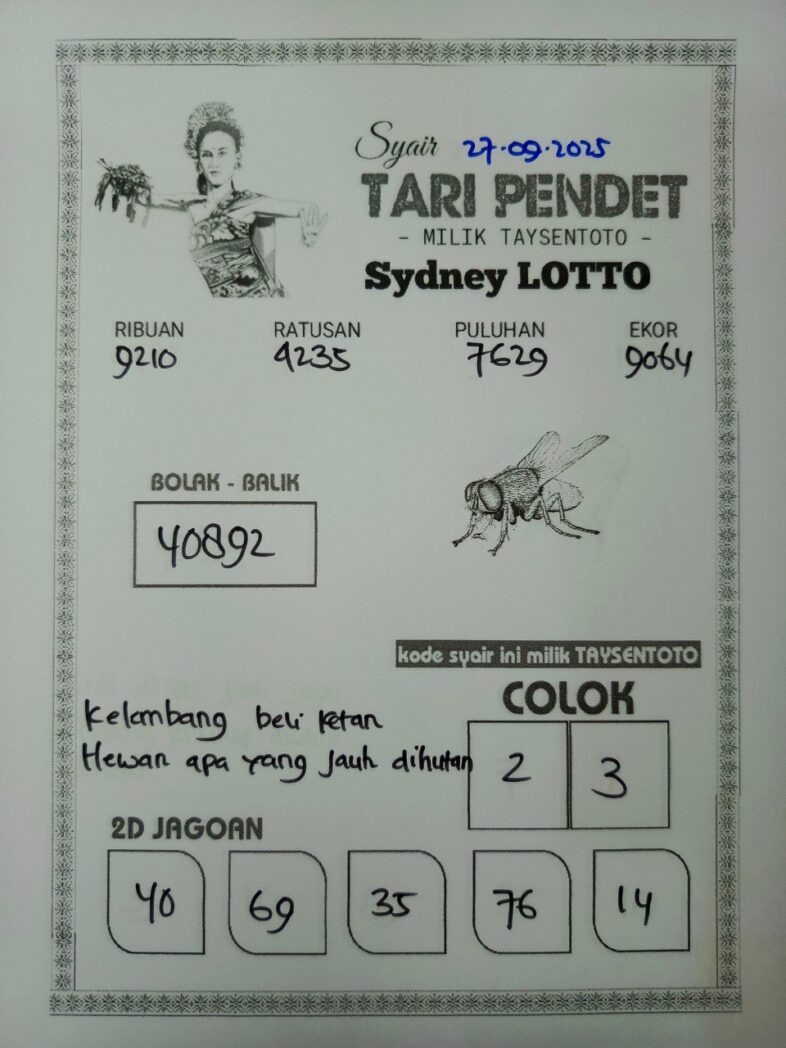 Syair 27-09-2025
TARI PENDET
- MILIK TAYSENTOTO -
Sydney LOTTO
RIBUAN RATUSAN PULUHAN EKOR
9210 4235 7629 9064
BOLAK - BALIK
40892
kode syair ini milik TAYSENTOTO
COLOK
2 3
Kelambang beli ketan
Hewan apa yang jauh dihutan
2D JAGOAN
40 69 35 76 14